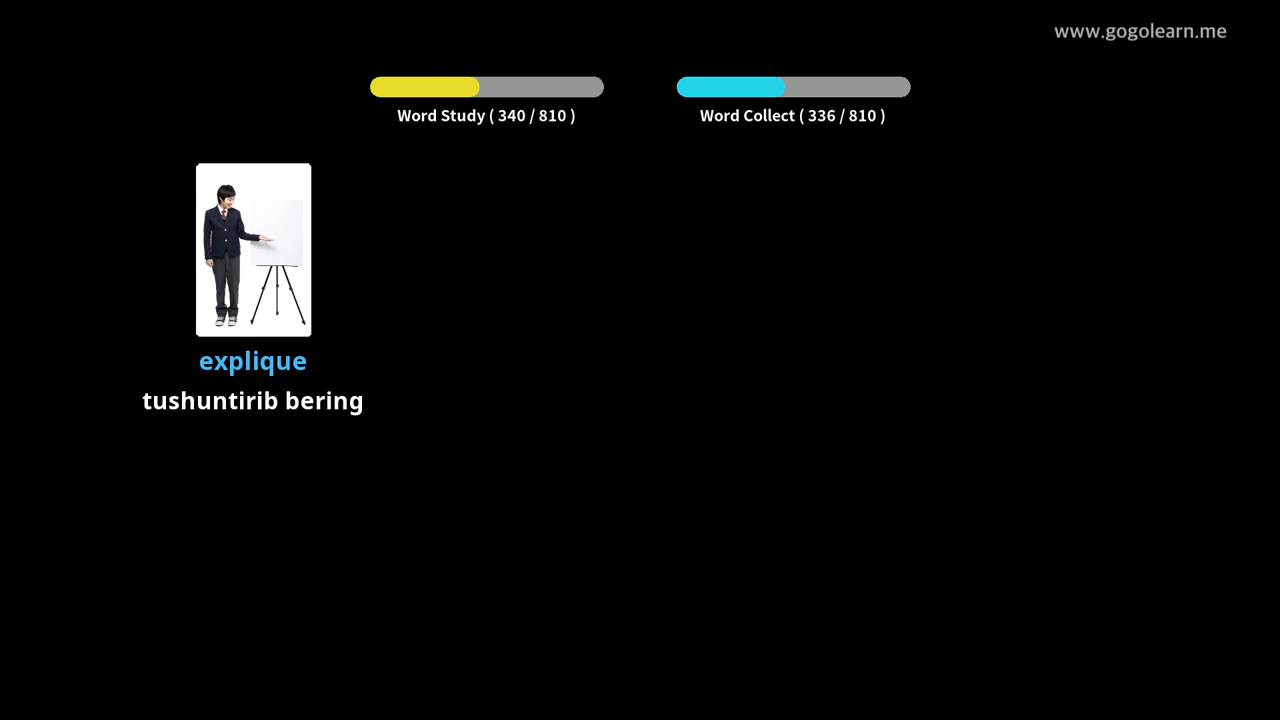 www.gogolearn.me
Word Study ( 340 / 810 )
Word Collect ( 336 / 810 )
explique
tushuntirib bering